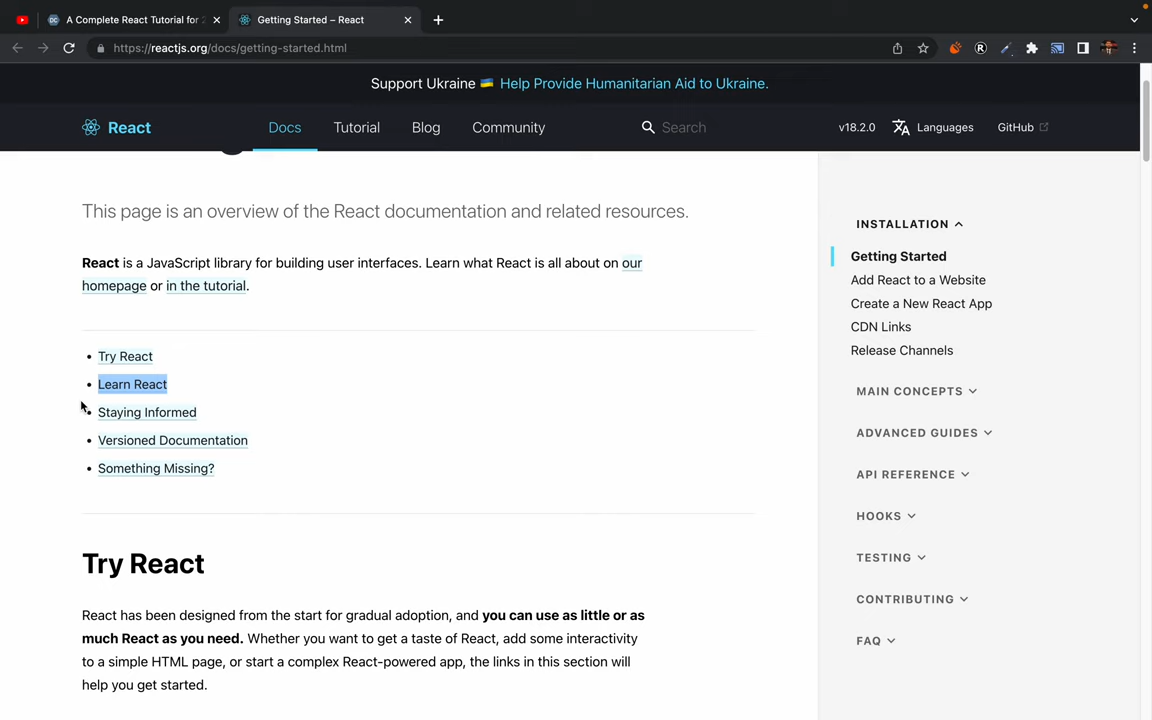 A Complete React Tutorial for 2
Getting Started – React
https://reactjs.org/docs/getting-started.html
Support Ukraine 🇺🇦 Help Provide Humanitarian Aid to Ukraine.
React
Docs
Tutorial
Blog
Community
Search
v18.2.0
Languages
GitHub
This page is an overview of the React documentation and related resources.
React is a JavaScript library for building user interfaces. Learn what React is all about on our
homepage or in the tutorial.
• Try React
• Learn React
• Staying Informed
• Versioned Documentation
• Something Missing?
Try React
React has been designed from the start for gradual adoption, and you can use as little or as
much React as you need. Whether you want to get a taste of React, add some interactivity
to a simple HTML page, or start a complex React-powered app, the links in this section will
help you get started.
INSTALLATION
Getting Started
Add React to a Website
Create a New React App
CDN Links
Release Channels
MAIN CONCEPTS
ADVANCED GUIDES
API REFERENCE
HOOKS
TESTING
CONTRIBUTING
FAQ